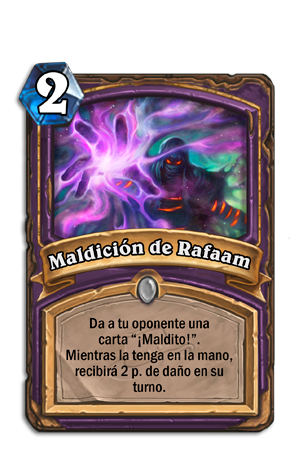 2
Maldición de Rafaam
Da a tu oponente una
carta “¡Maldito!”.
Mientras la tenga en la mano,
recibirá 2 p. de daño en su
turno.